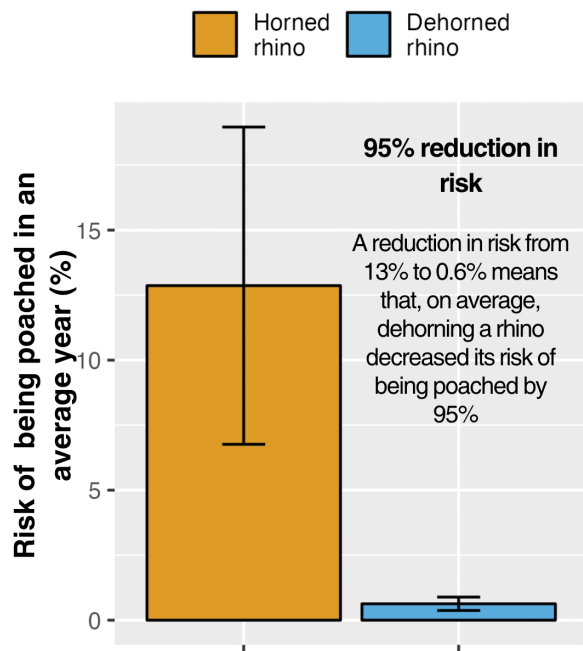 Horned
rhino
Dehorned
rhino
Risk of being poached in an
average year (%)
15
10
5
0
95% reduction in
risk
A reduction in risk from
13% to 0.6% means
that, on average,
dehorning a rhino
decreased its risk of
being poached by
95%